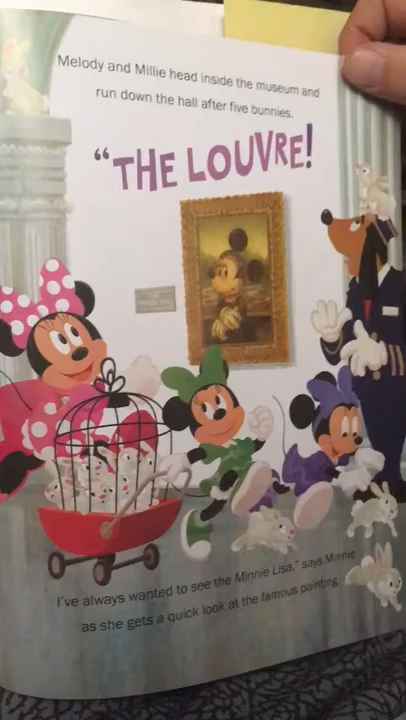 Melody and Millie head inside the museum and
run down the hall after five bunnies.
“THE LOUVRE!
I've always wanted to see the Minnie Lisa,” says Minnie
as she gets a quick look at the famous painting.